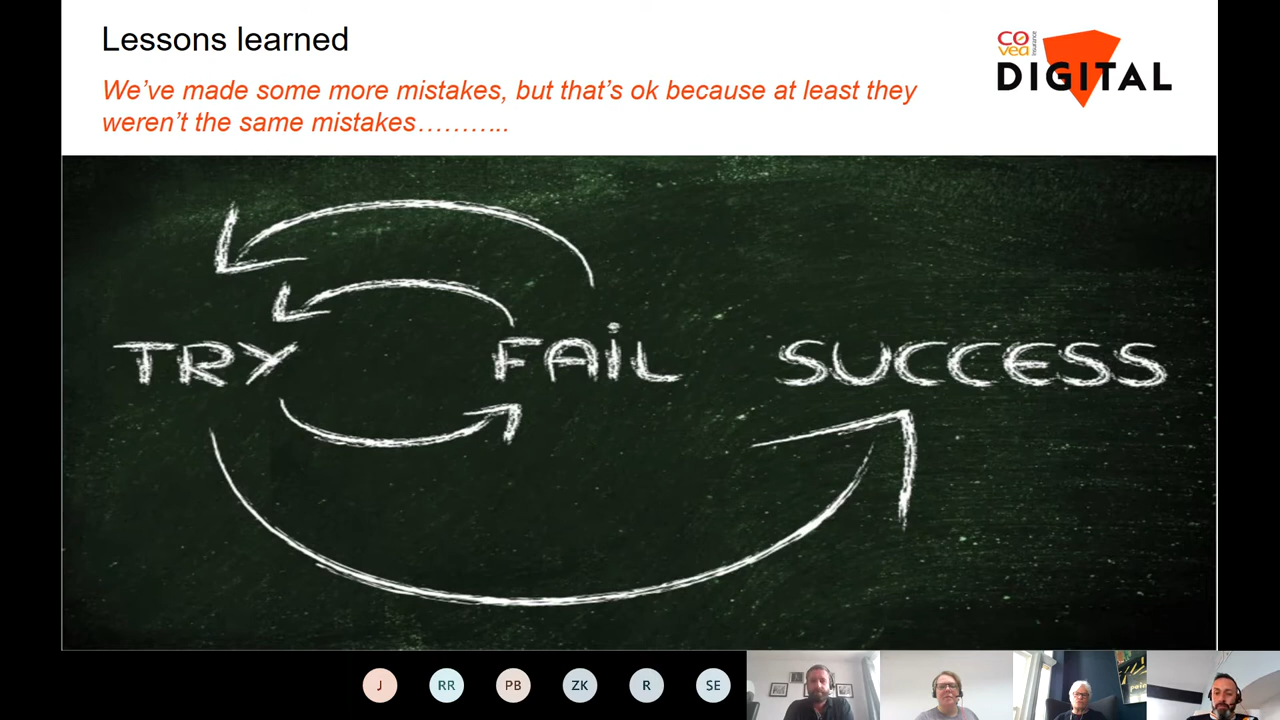 Lessons learned
We’ve made some more mistakes, but that’s ok because at least they
weren’t the same mistakes………..
covea
insurance
DIGITAL
TRY FAiL SUCCESS
J RR PB ZK R SE